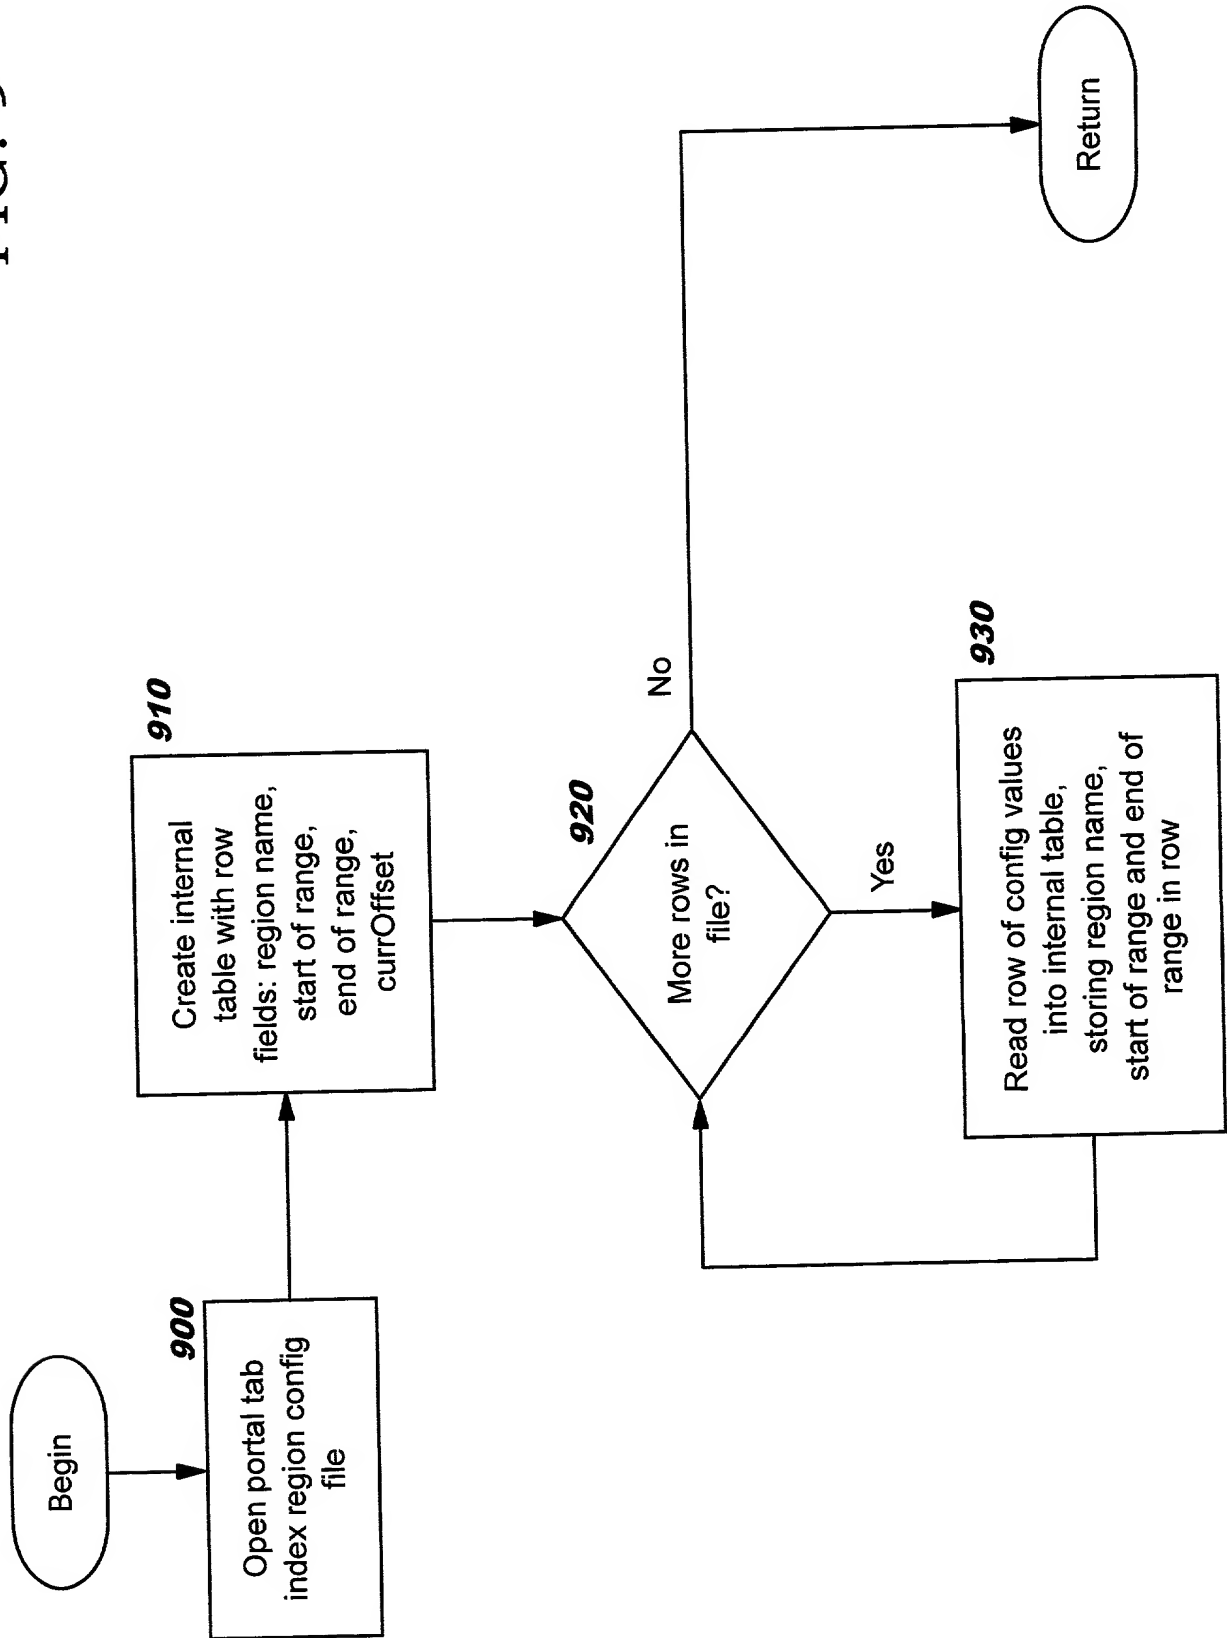 FIG. 9
Begin
900
Open portal tab
index region config
file
910
Create internal
table with row
fields: region name,
start of range,
end of range,
currOffset
920
More rows in
file?
No
Yes
930
Read row of config values
into internal table,
storing region name,
start of range and end of
range in row
Return